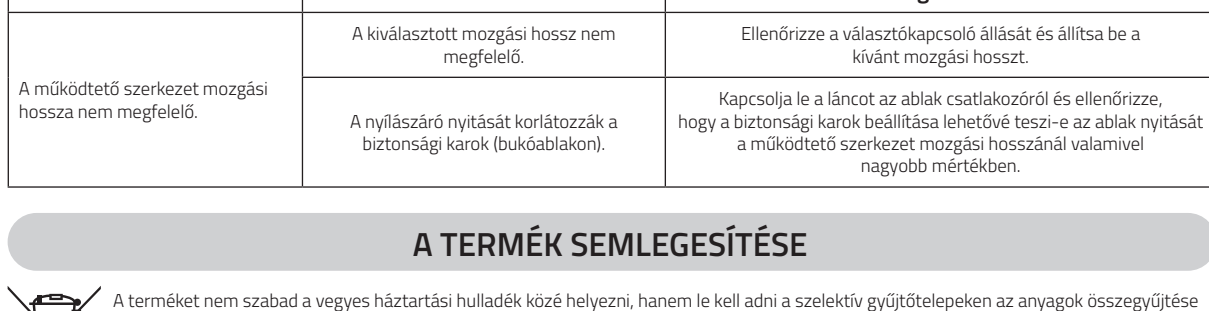 A kiválasztott mozgási hossz nem
megfelelő.
Ellenőrizze a választókapcsoló állását és állítsa be a
kívánt mozgási hosszt.
A működtető szerkezet mozgási
hossza nem megfelelő.
A nyílászáró nyitását korlátozzák a
biztonsági karok (bukóablakon).
Kapcsolja le a láncot az ablak csatlakozóról és ellenőrizze,
hogy a biztonsági karok beállítása lehetővé teszi-e az ablak nyitását
a működtető szerkezet mozgási hosszánál valamivel
nagyobb mértékben.
A TERMÉK SEMLEGESÍTÉSE
A terméket nem szabad a vegyes háztartási hulladék közé helyezni, hanem le kell adni a szelektív gyűjtőtelepeken az anyagok összegyűjtése